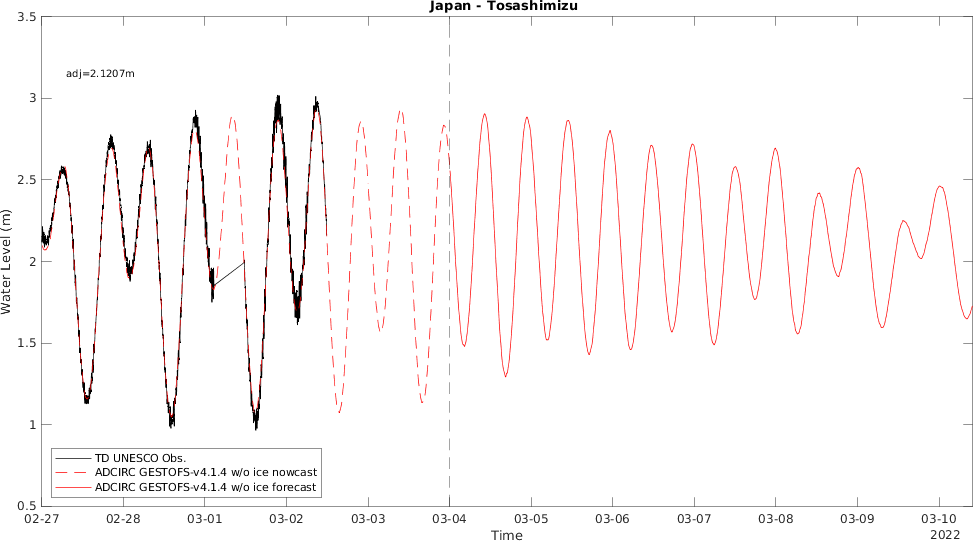 Japan - Tosashimizu
3.5
3
2.5
2
1.5
1
0.5
Water Level (m)
adj=2.1207m
TD UNESCO Obs.
ADCIRC GESTOFS-v4.1.4 w/o ice nowcast
ADCIRC GESTOFS-v4.1.4 w/o ice forecast
02-27 02-28 03-01 03-02 03-03 03-04 03-05 03-06 03-07 03-08 03-09 03-10
Time
2022